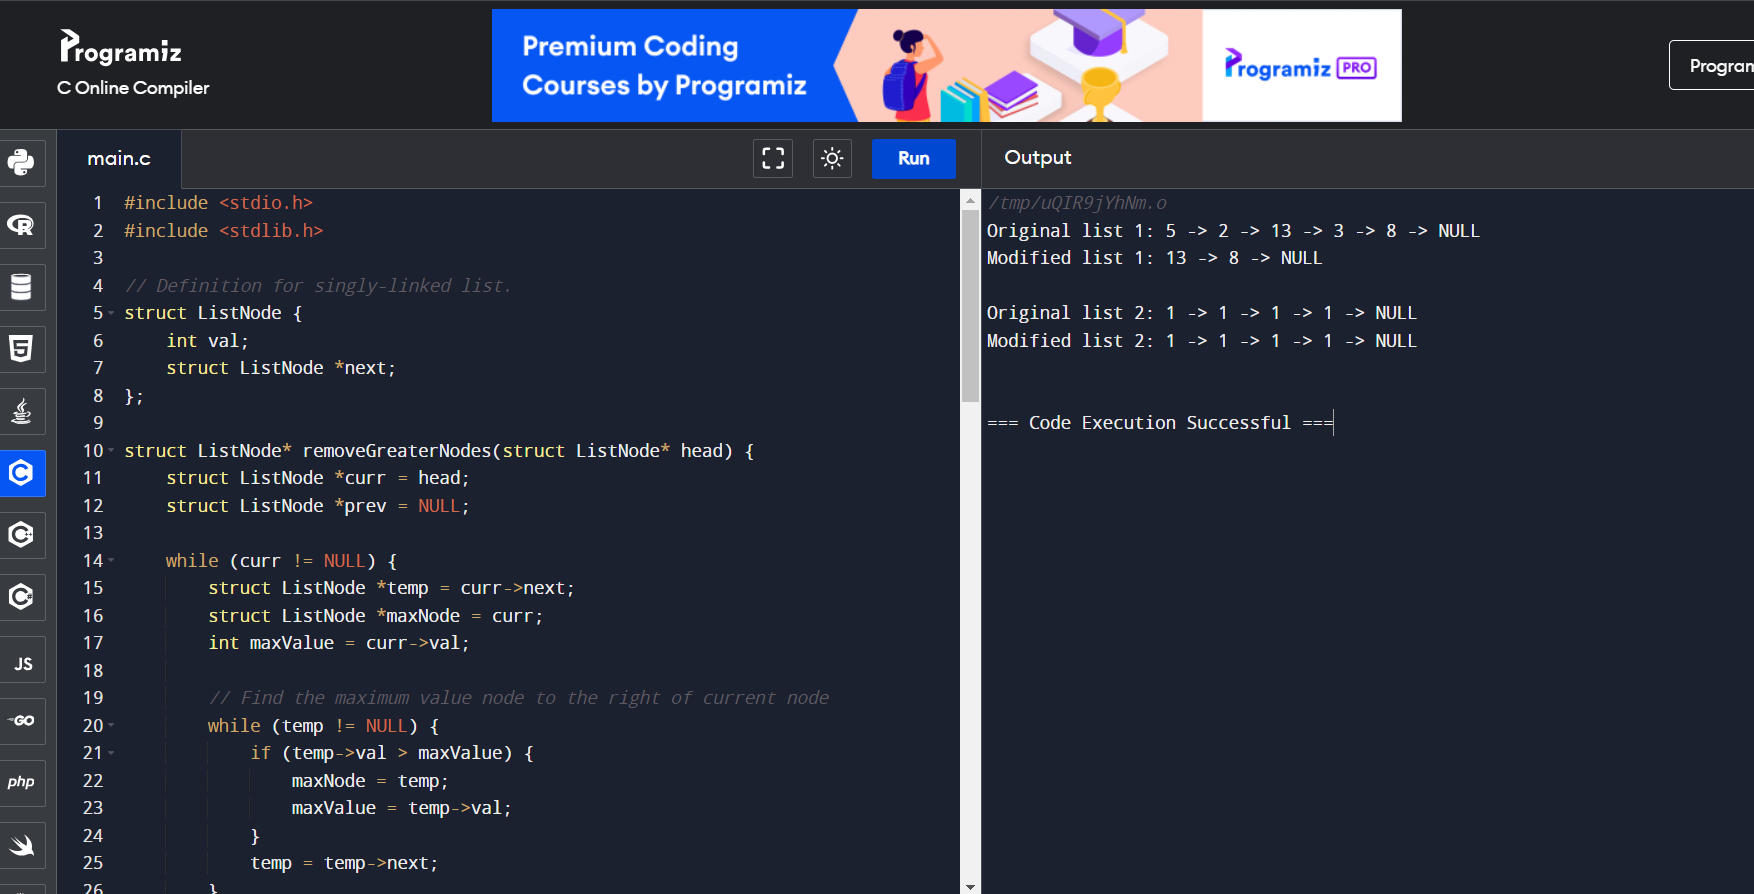 Programiz
C Online Compiler
Premium Coding
Courses by Programiz
Programiz PRO
Program
main.c
Run
Output
1 #include <stdio.h>
2 #include <stdlib.h>
3
4 // Definition for singly-linked list.
5 struct ListNode {
6     int val;
7     struct ListNode *next;
8 };
9
10 struct ListNode* removeGreaterNodes(struct ListNode* head) {
11     struct ListNode *curr = head;
12     struct ListNode *prev = NULL;
13
14     while (curr != NULL) {
15         struct ListNode *temp = curr->next;
16         struct ListNode *maxNode = curr;
17         int maxValue = curr->val;
18
19         // Find the maximum value node to the right of current node
20         while (temp != NULL) {
21             if (temp->val > maxValue) {
22                 maxNode = temp;
23                 maxValue = temp->val;
24             }
25             temp = temp->next;
26         }
/tmp/uQIR9jYhNm.o
Original list 1: 5 -> 2 -> 13 -> 3 -> 8 -> NULL
Modified list 1: 13 -> 8 -> NULL
Original list 2: 1 -> 1 -> 1 -> 1 -> NULL
Modified list 2: 1 -> 1 -> 1 -> 1 -> NULL
=== Code Execution Successful ===
R
5
C
C++
C#
JS
GO
php